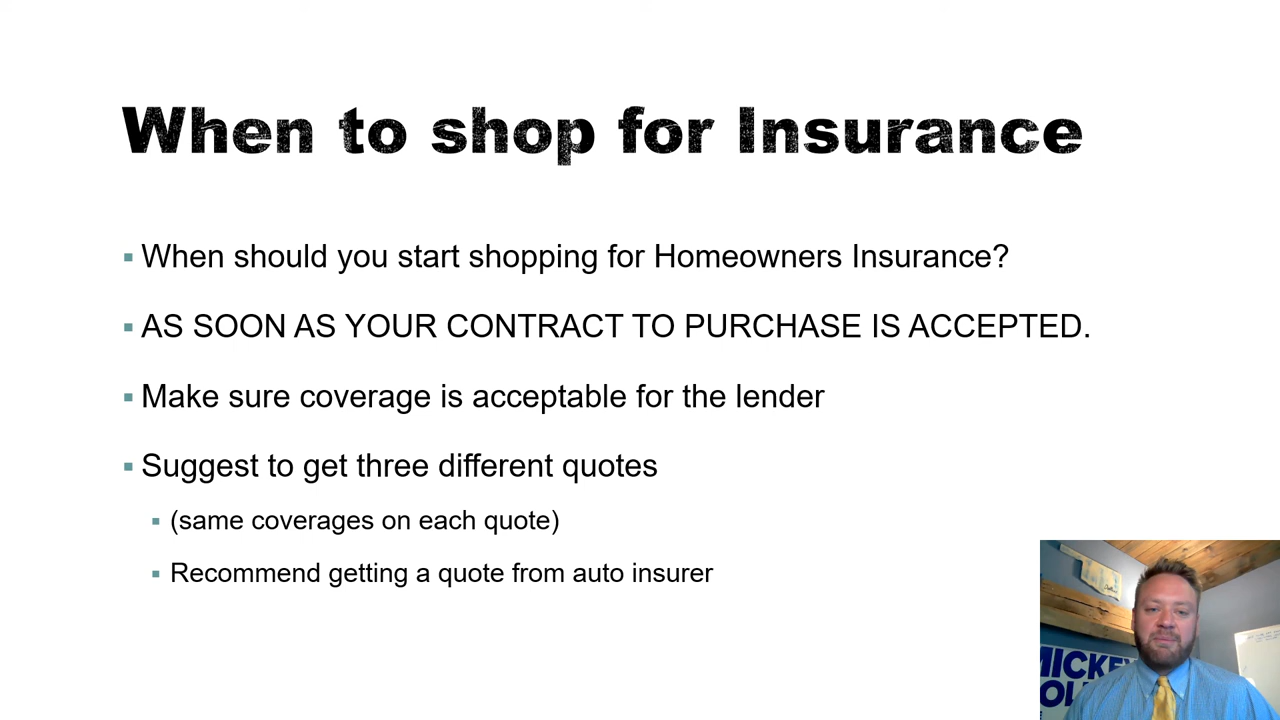 When to shop for Insurance
When should you start shopping for Homeowners Insurance?
AS SOON AS YOUR CONTRACT TO PURCHASE IS ACCEPTED.
Make sure coverage is acceptable for the lender
Suggest to get three different quotes
(same coverages on each quote)
Recommend getting a quote from auto insurer